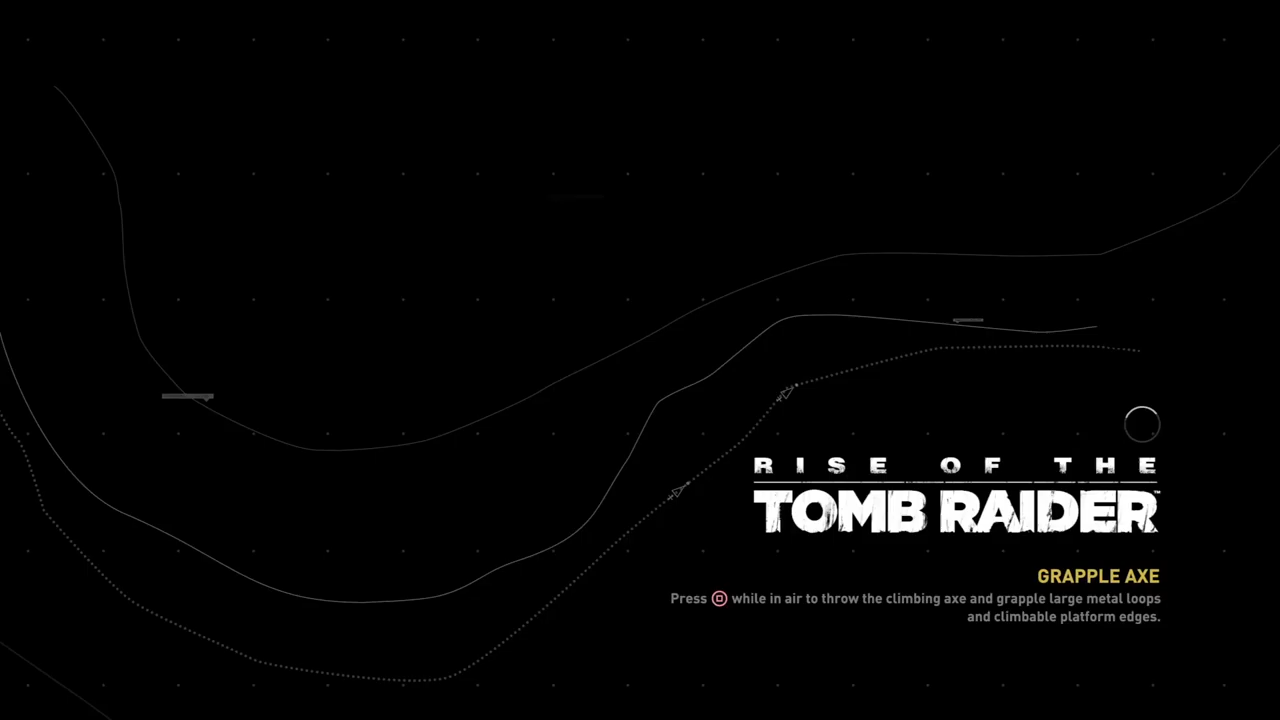 RISE OF THE
TOMB RAIDER™
GRAPPLE AXE
Press while in air to throw the climbing axe and grapple large metal loops
and climbable platform edges.